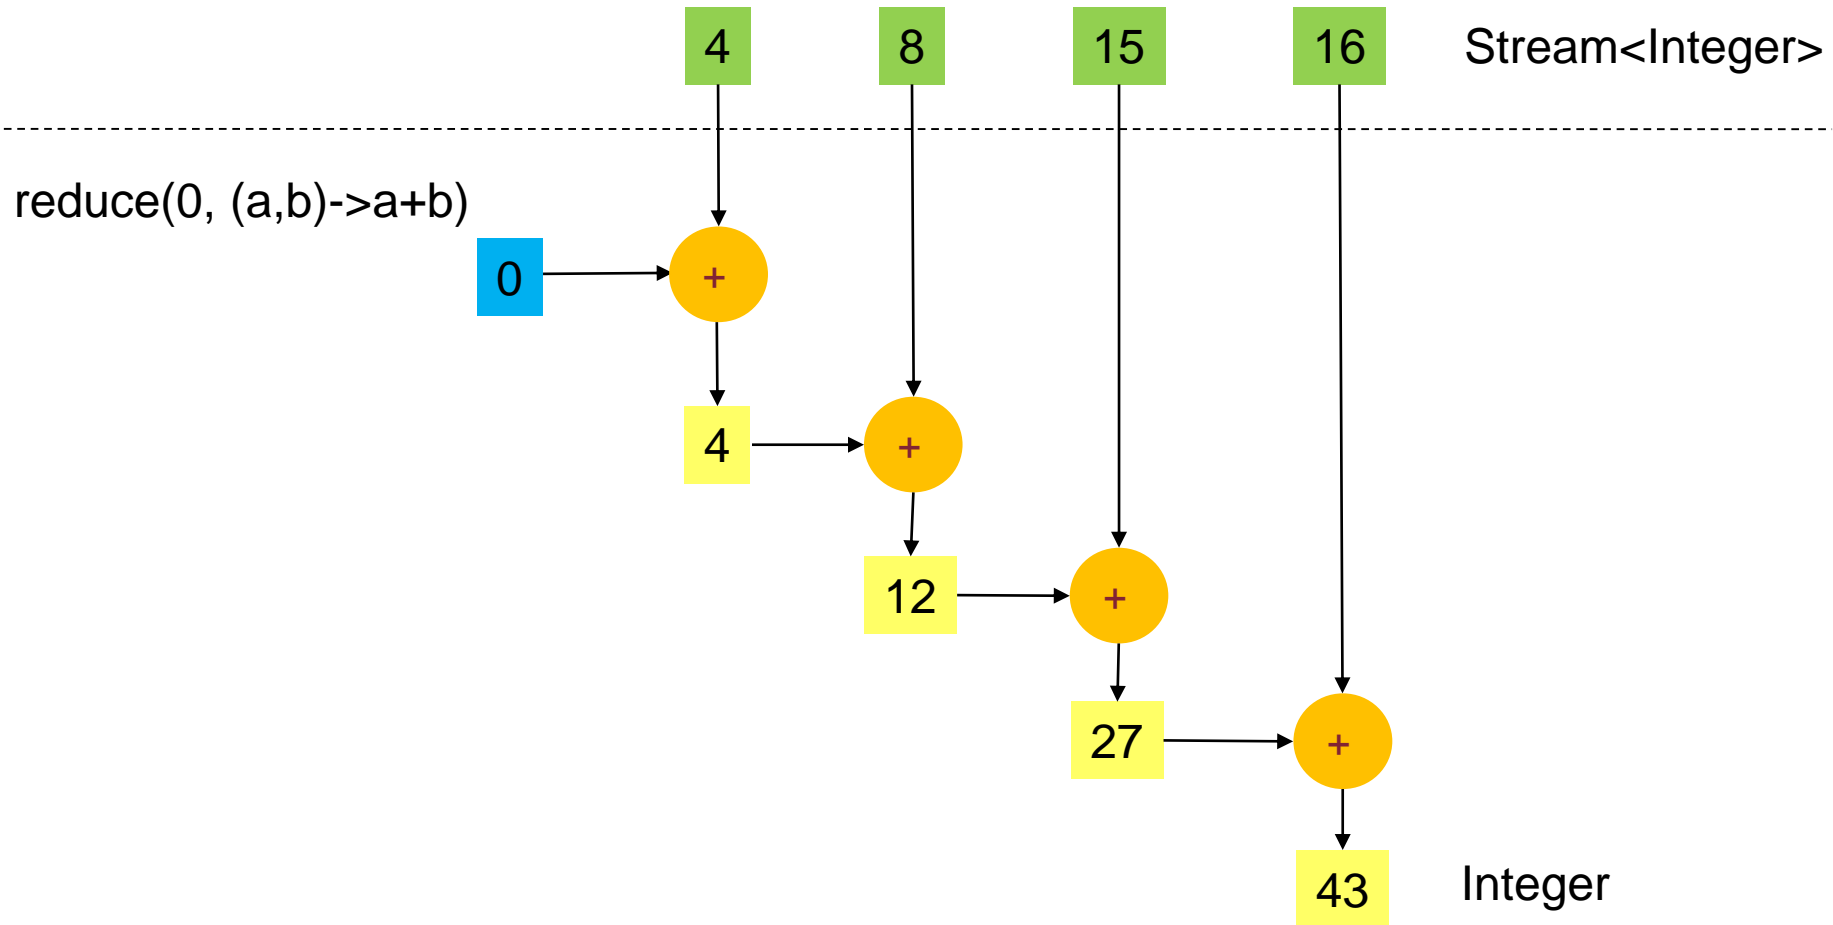 4 8 15 16 Stream<Integer>
reduce(0, (a,b)->a+b)
0 +
4 +
12 +
27 +
43 Integer